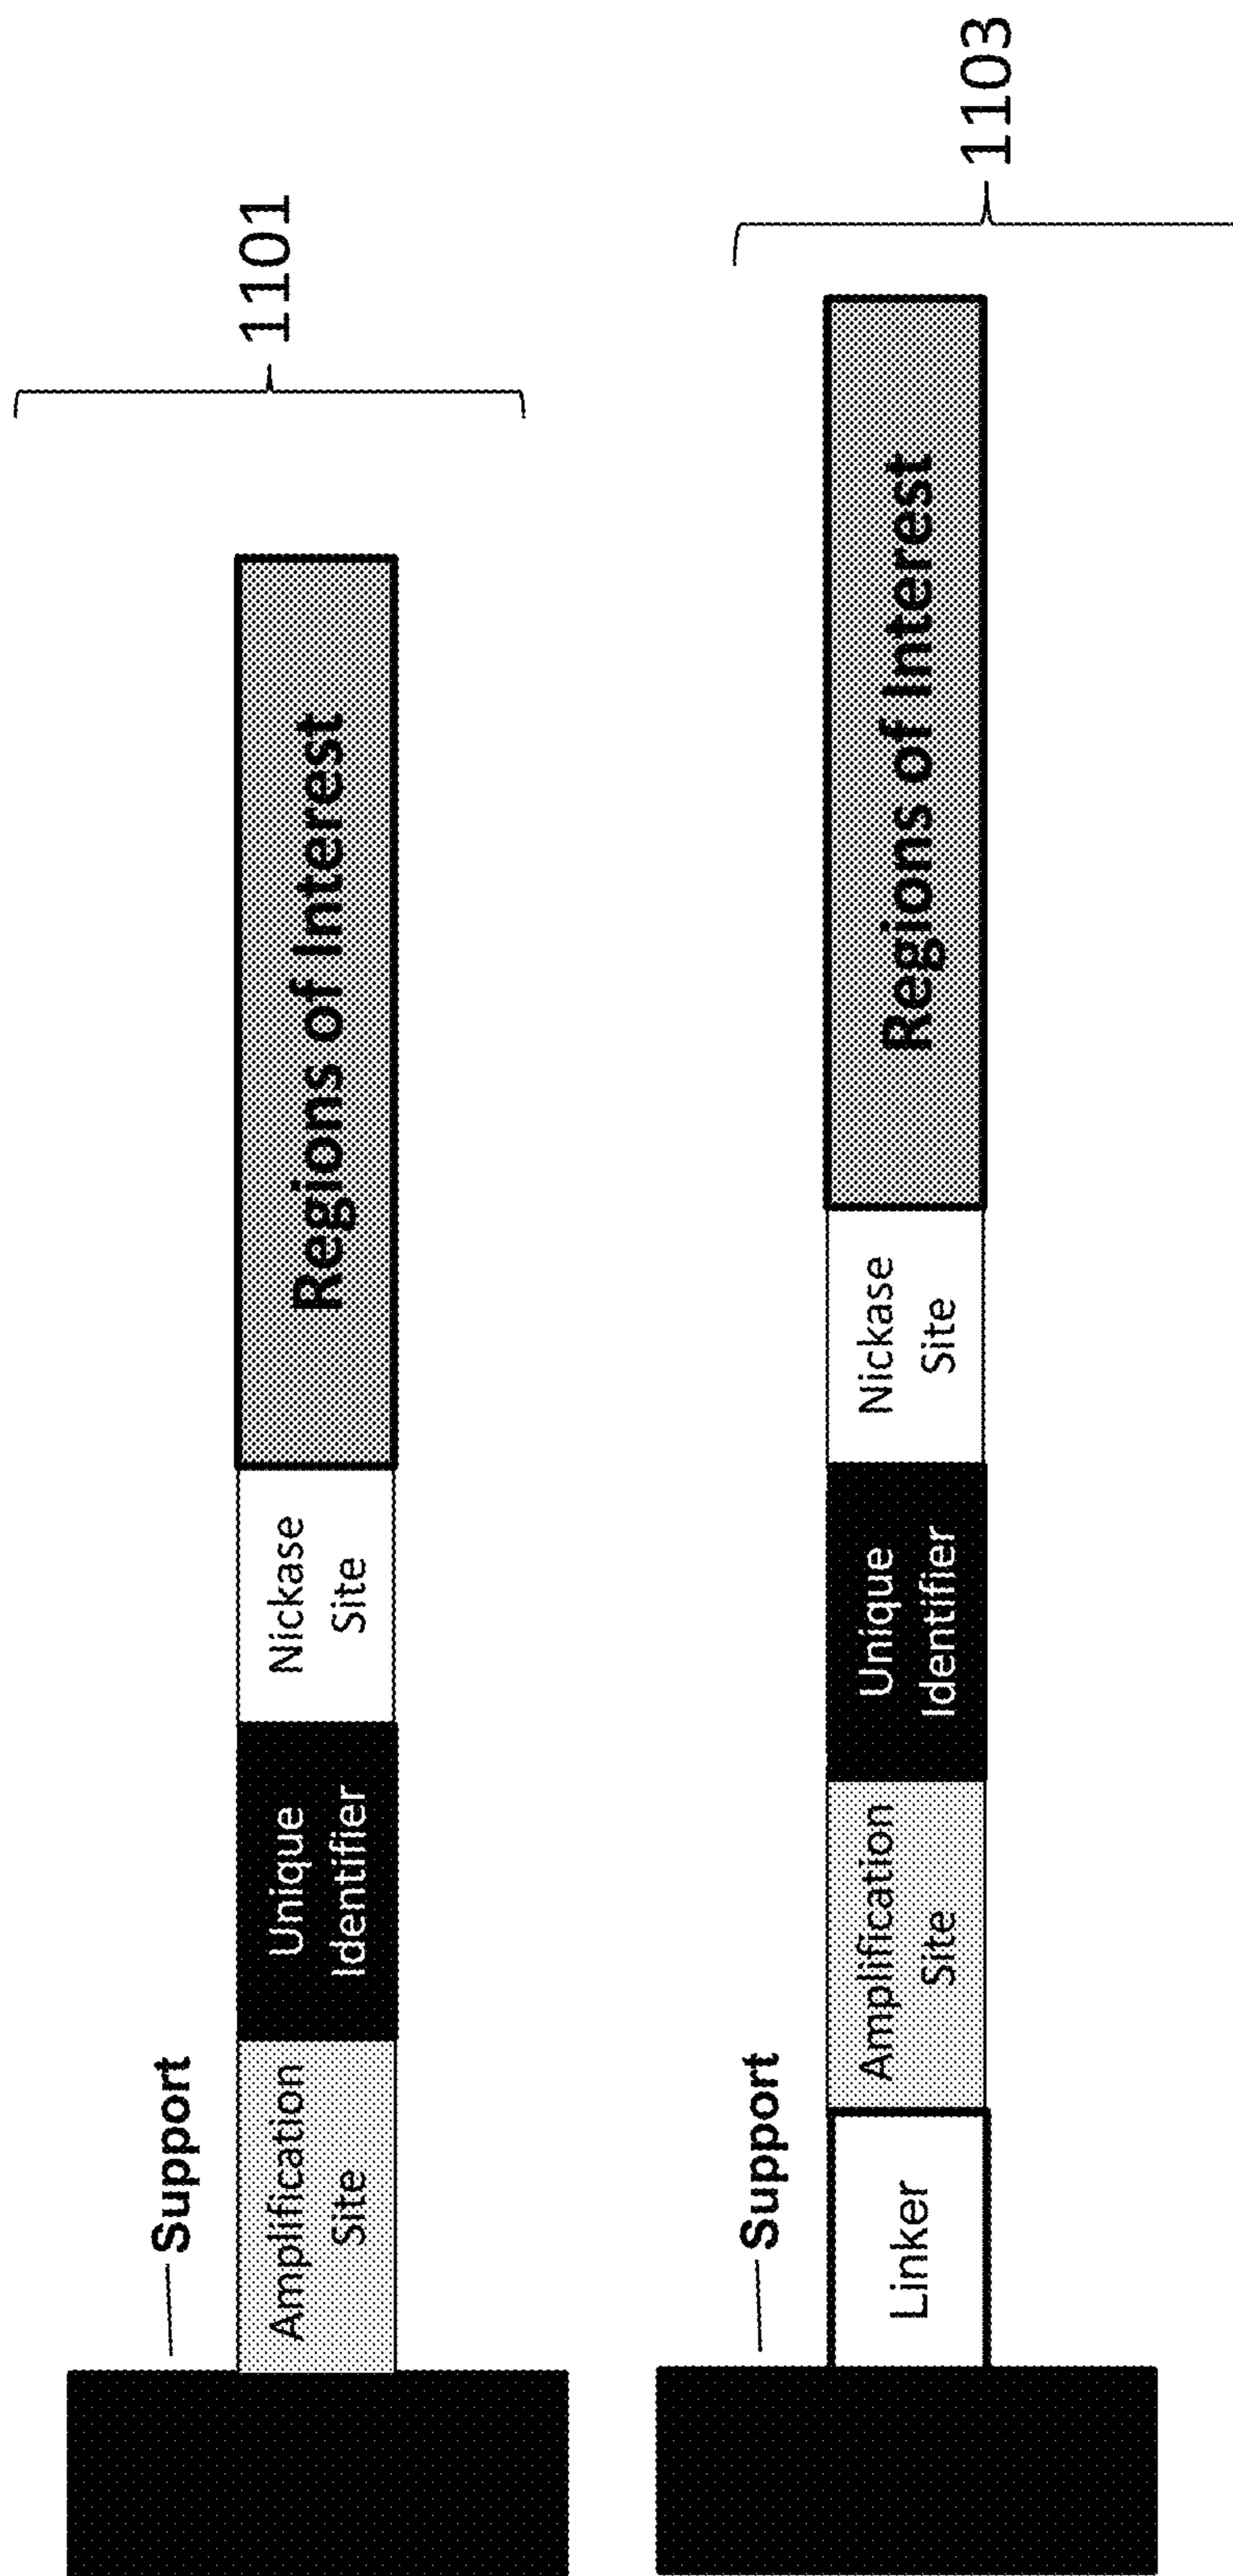 Support
Amplification
Site
Unique
Identifier
Nickase
Site
Regions of Interest
1101
Support
Linker
Amplification
Site
Unique
Identifier
Nickase
Site
Regions of Interest
1103